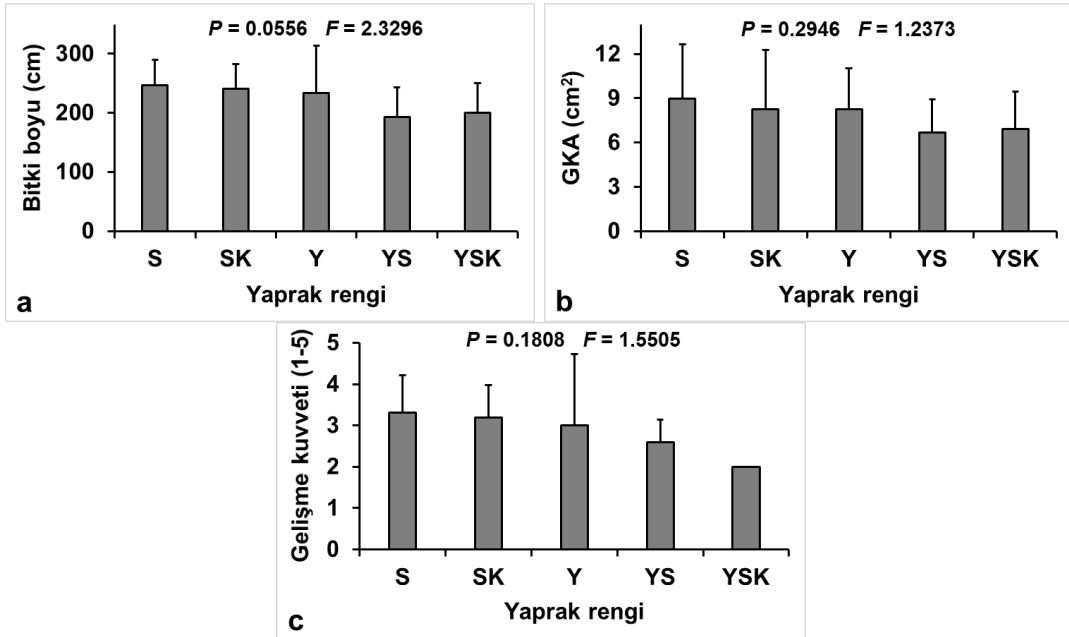 P = 0.0556 F = 2.3296
Bitki boyu (cm)
300
200
100
0
S SK Y YS YSK
Yaprak rengi
a
P = 0.2946 F = 1.2373
GKA (cm²)
12
9
6
3
0
S SK Y YS YSK
Yaprak rengi
b
P = 0.1808 F = 1.5505
Gelişme kuvveti (1-5)
5
4
3
2
1
0
S SK Y YS YSK
Yaprak rengi
c